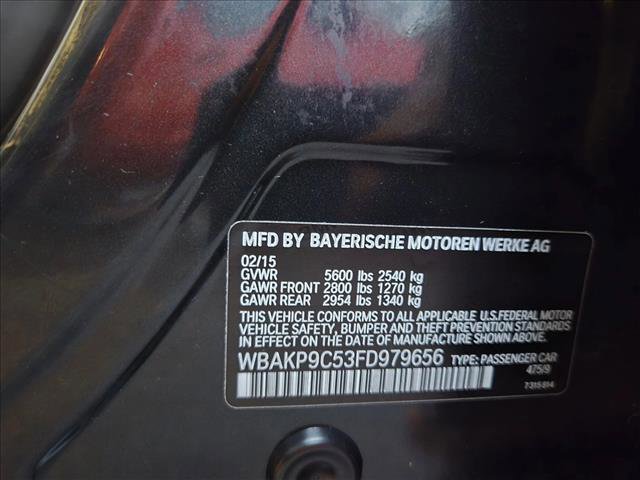 MFD BY BAYERISCHE MOTOREN WERKE AG
02/15
GVWR 5600 lbs 2540 kg
GAWR FRONT 2800 lbs 1270 kg
GAWR REAR 2954 lbs 1340 kg
THIS VEHICLE CONFORMS TO ALL APPLICABLE U.S.FEDERAL MOTOR
VEHICLE SAFETY, BUMPER AND THEFT PREVENTION STANDARDS
IN EFFECT ON THE DATE OF MANUFACTURE SHOWN ABOVE.
WBAKP9C53FD979656 TYPE: PASSENGER CAR
475/9
7315814